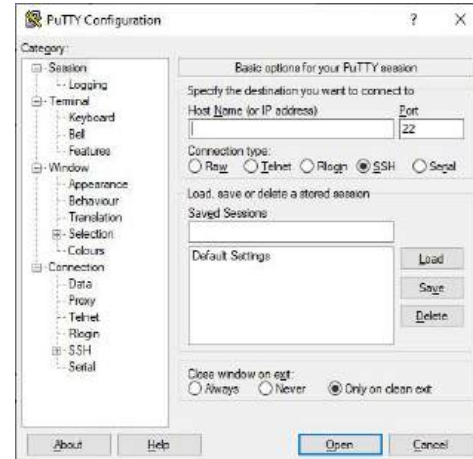 PuTTY Configuration ? X
Category:
Session
Logging
Terminal
Keyboard
Bell
Features
Window
Appearance
Behaviour
Translation
Selection
Colours
Connection
Data
Proxy
Telnet
Rlogin
SSH
Serial
Basic options for your PuTTY session
Specify the destination you want to connect to
Host Name (or IP address) Port
22
Connection type:
Raw Telnet Rlogin SSH Serial
Load, save or delete a stored session
Saved Sessions
Default Settings
Load
Save
Delete
Close window on exit:
Always Never Only on clean exit
About Help Open Cancel